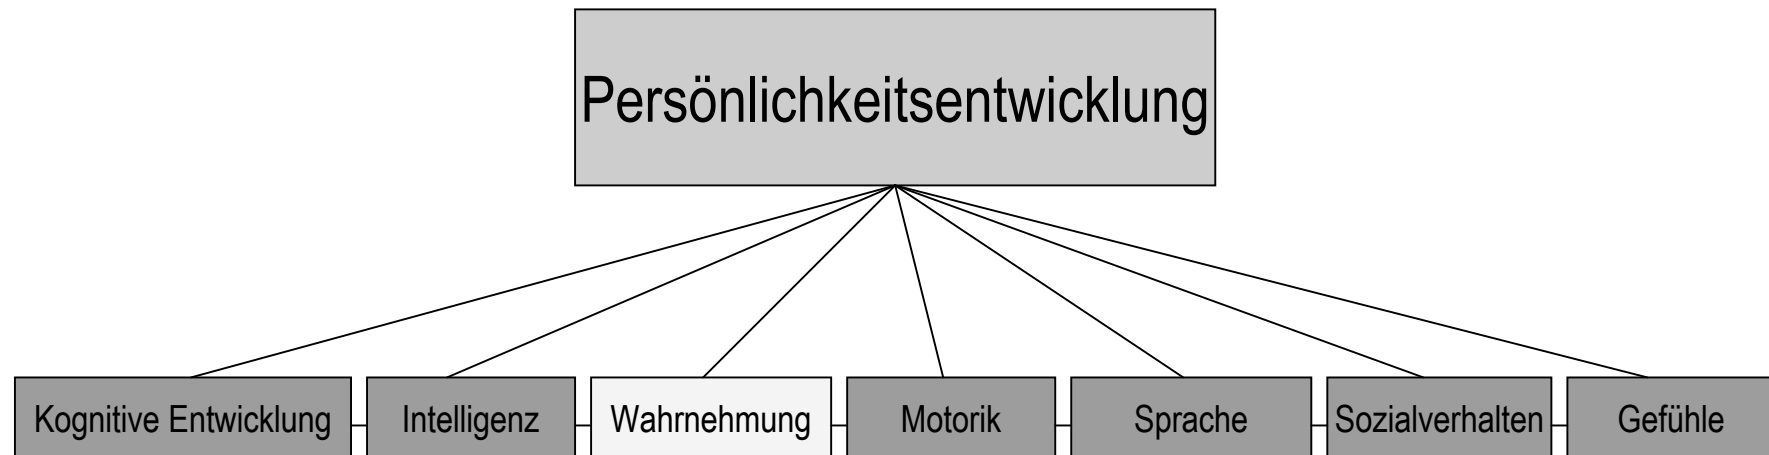 Persönlichkeitsentwicklung
Kognitive Entwicklung
Intelligenz
Wahrnehmung
Motorik
Sprache
Sozialverhalten
Gefühle